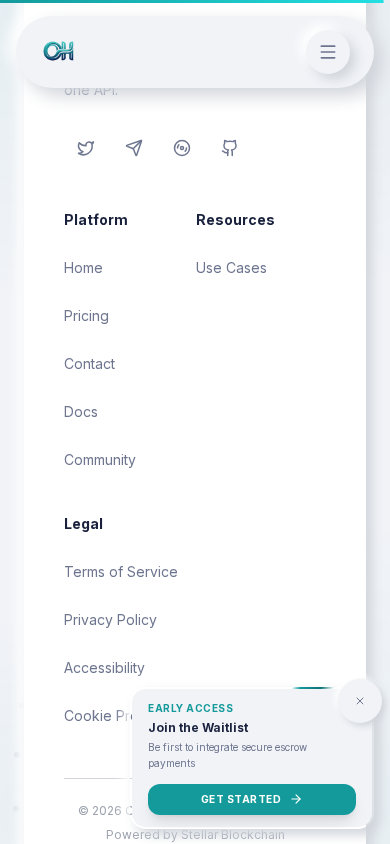 OH
one API.
Platform
Resources
Home
Use Cases
Pricing
Contact
Docs
Community
Legal
Terms of Service
Privacy Policy
Accessibility
Cookie
EARLY ACCESS
Join the Waitlist
Be first to integrate secure escrow
payments
GET STARTED
© 2026
Powered by Stellar Blockchain